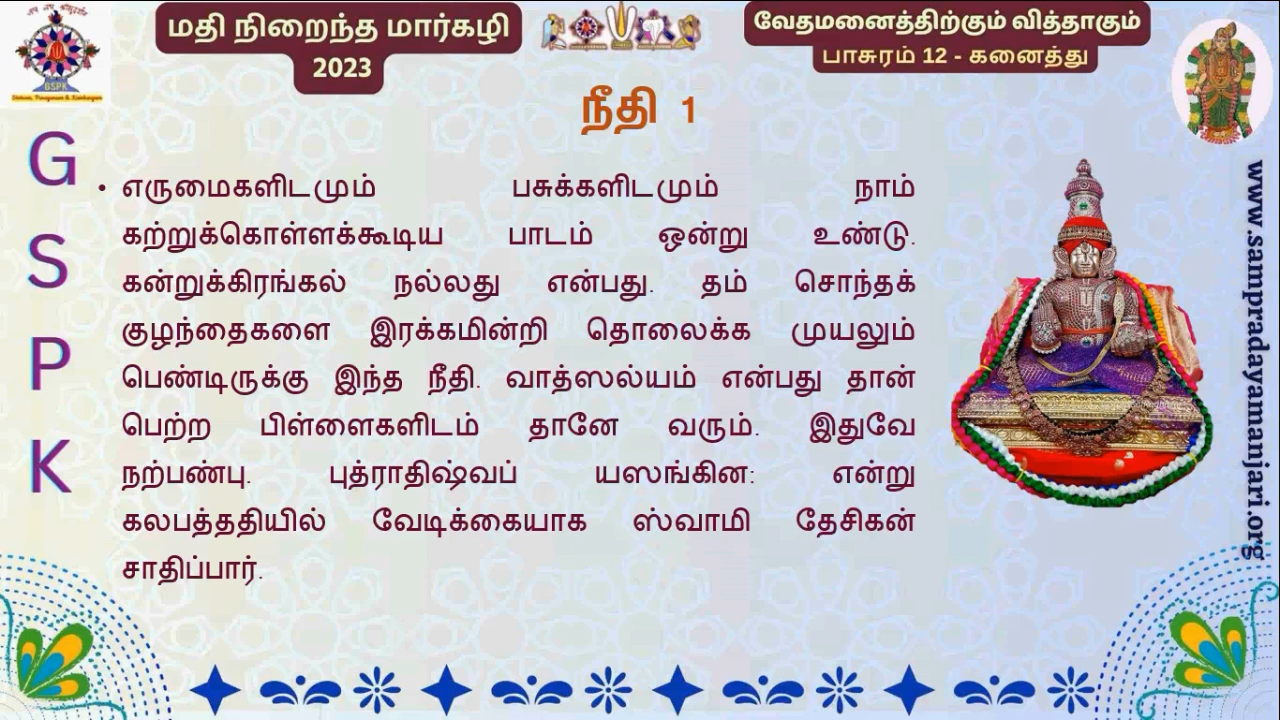 மதி நிறைந்த மார்கழி
2023
வேதமனைத்திற்கும் வித்தாகும்
பாசுரம் 12 - கனைத்து
BSPK
நீதி 1
G
S
P
K
• எருமைகளிடமும் பசுக்களிடமும் நாம்
கற்றுக்கொள்ளக்கூடிய பாடம் ஒன்று உண்டு.
கன்றுக்கிரங்கல் நல்லது என்பது. தம் சொந்தக்
குழந்தைகளை இரக்கமின்றி தொலைக்க முயலும்
பெண்டிருக்கு இந்த நீதி. வாத்ஸல்யம் என்பது தான்
பெற்ற பிள்ளைகளிடம் தானே வரும். இதுவே
நற்பண்பு. புத்ராதிஷ்வப் யஸங்கின: என்று
கலபத்ததியில் வேடிக்கையாக ஸ்வாமி தேசிகன்
சாதிப்பார்.
www.sampradayamanjari.org